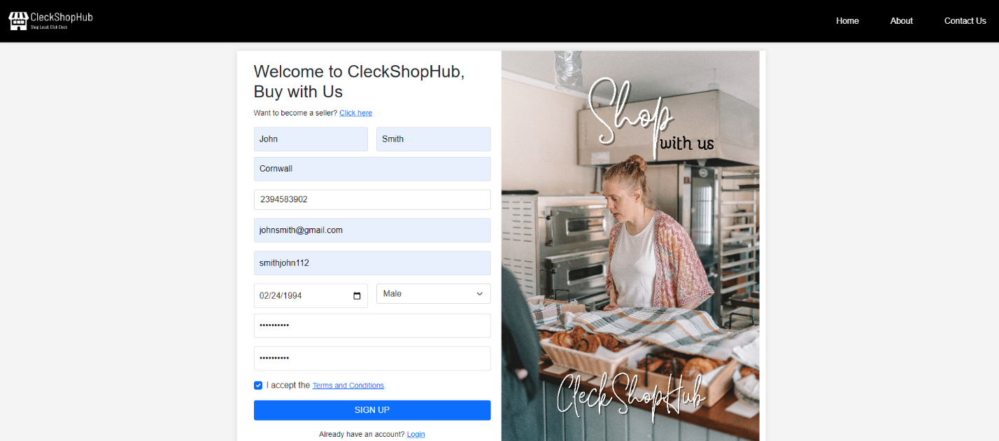 CleckShopHub
Shop Local, Click Cleck
Home About Contact Us
Welcome to CleckShopHub,
Buy with Us
Want to become a seller? Click here
John Smith
Cornwall
2394583902
johnsmith@gmail.com
smithjohn112
02/24/1994 Male
••••••••••
••••••••••
I accept the Terms and Conditions.
SIGN UP
Already have an account? Login
Shop
with us
CleckShopHub